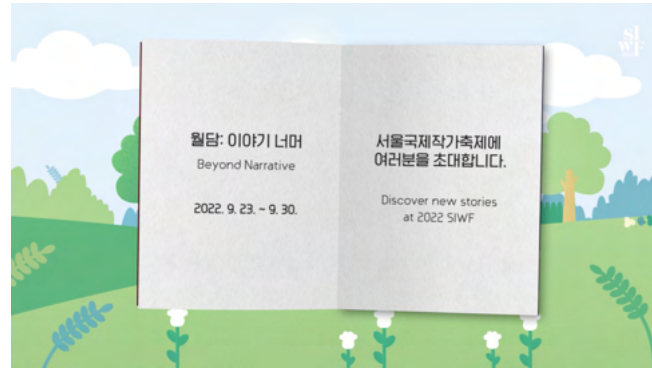 SI
WF
월담: 이야기 너머
Beyond Narrative
2022. 9. 23. ~ 9. 30.
서울국제작가축제에
여러분을 초대합니다.
Discover new stories
at 2022 SIWF